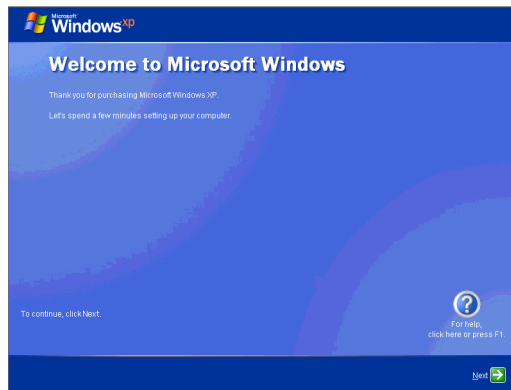 Microsoft
Windows xp
Welcome to Microsoft Windows
Thank you for purchasing Microsoft Windows XP.
Let's spend a few minutes setting up your computer.
To continue, click Next.
For help,
click here or press F1.
Next